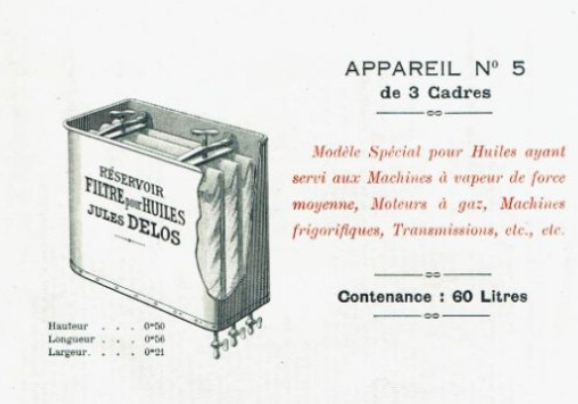 APPAREIL Nº 5
de 3 Cadres
Modèle Spécial pour Huiles ayant
servi aux Machines à vapeur de force
moyenne, Moteurs à gaz, Machines
frigorifiques, Transmissions, etc., etc.
Contenance : 60 Litres
RÉSERVOIR
FILTRE pour HUILES
JULES DELOS
Hauteur . . . . 0ᵐ50
Longueur . . . . 0ᵐ56
Largeur. . . . . 0ᵐ21